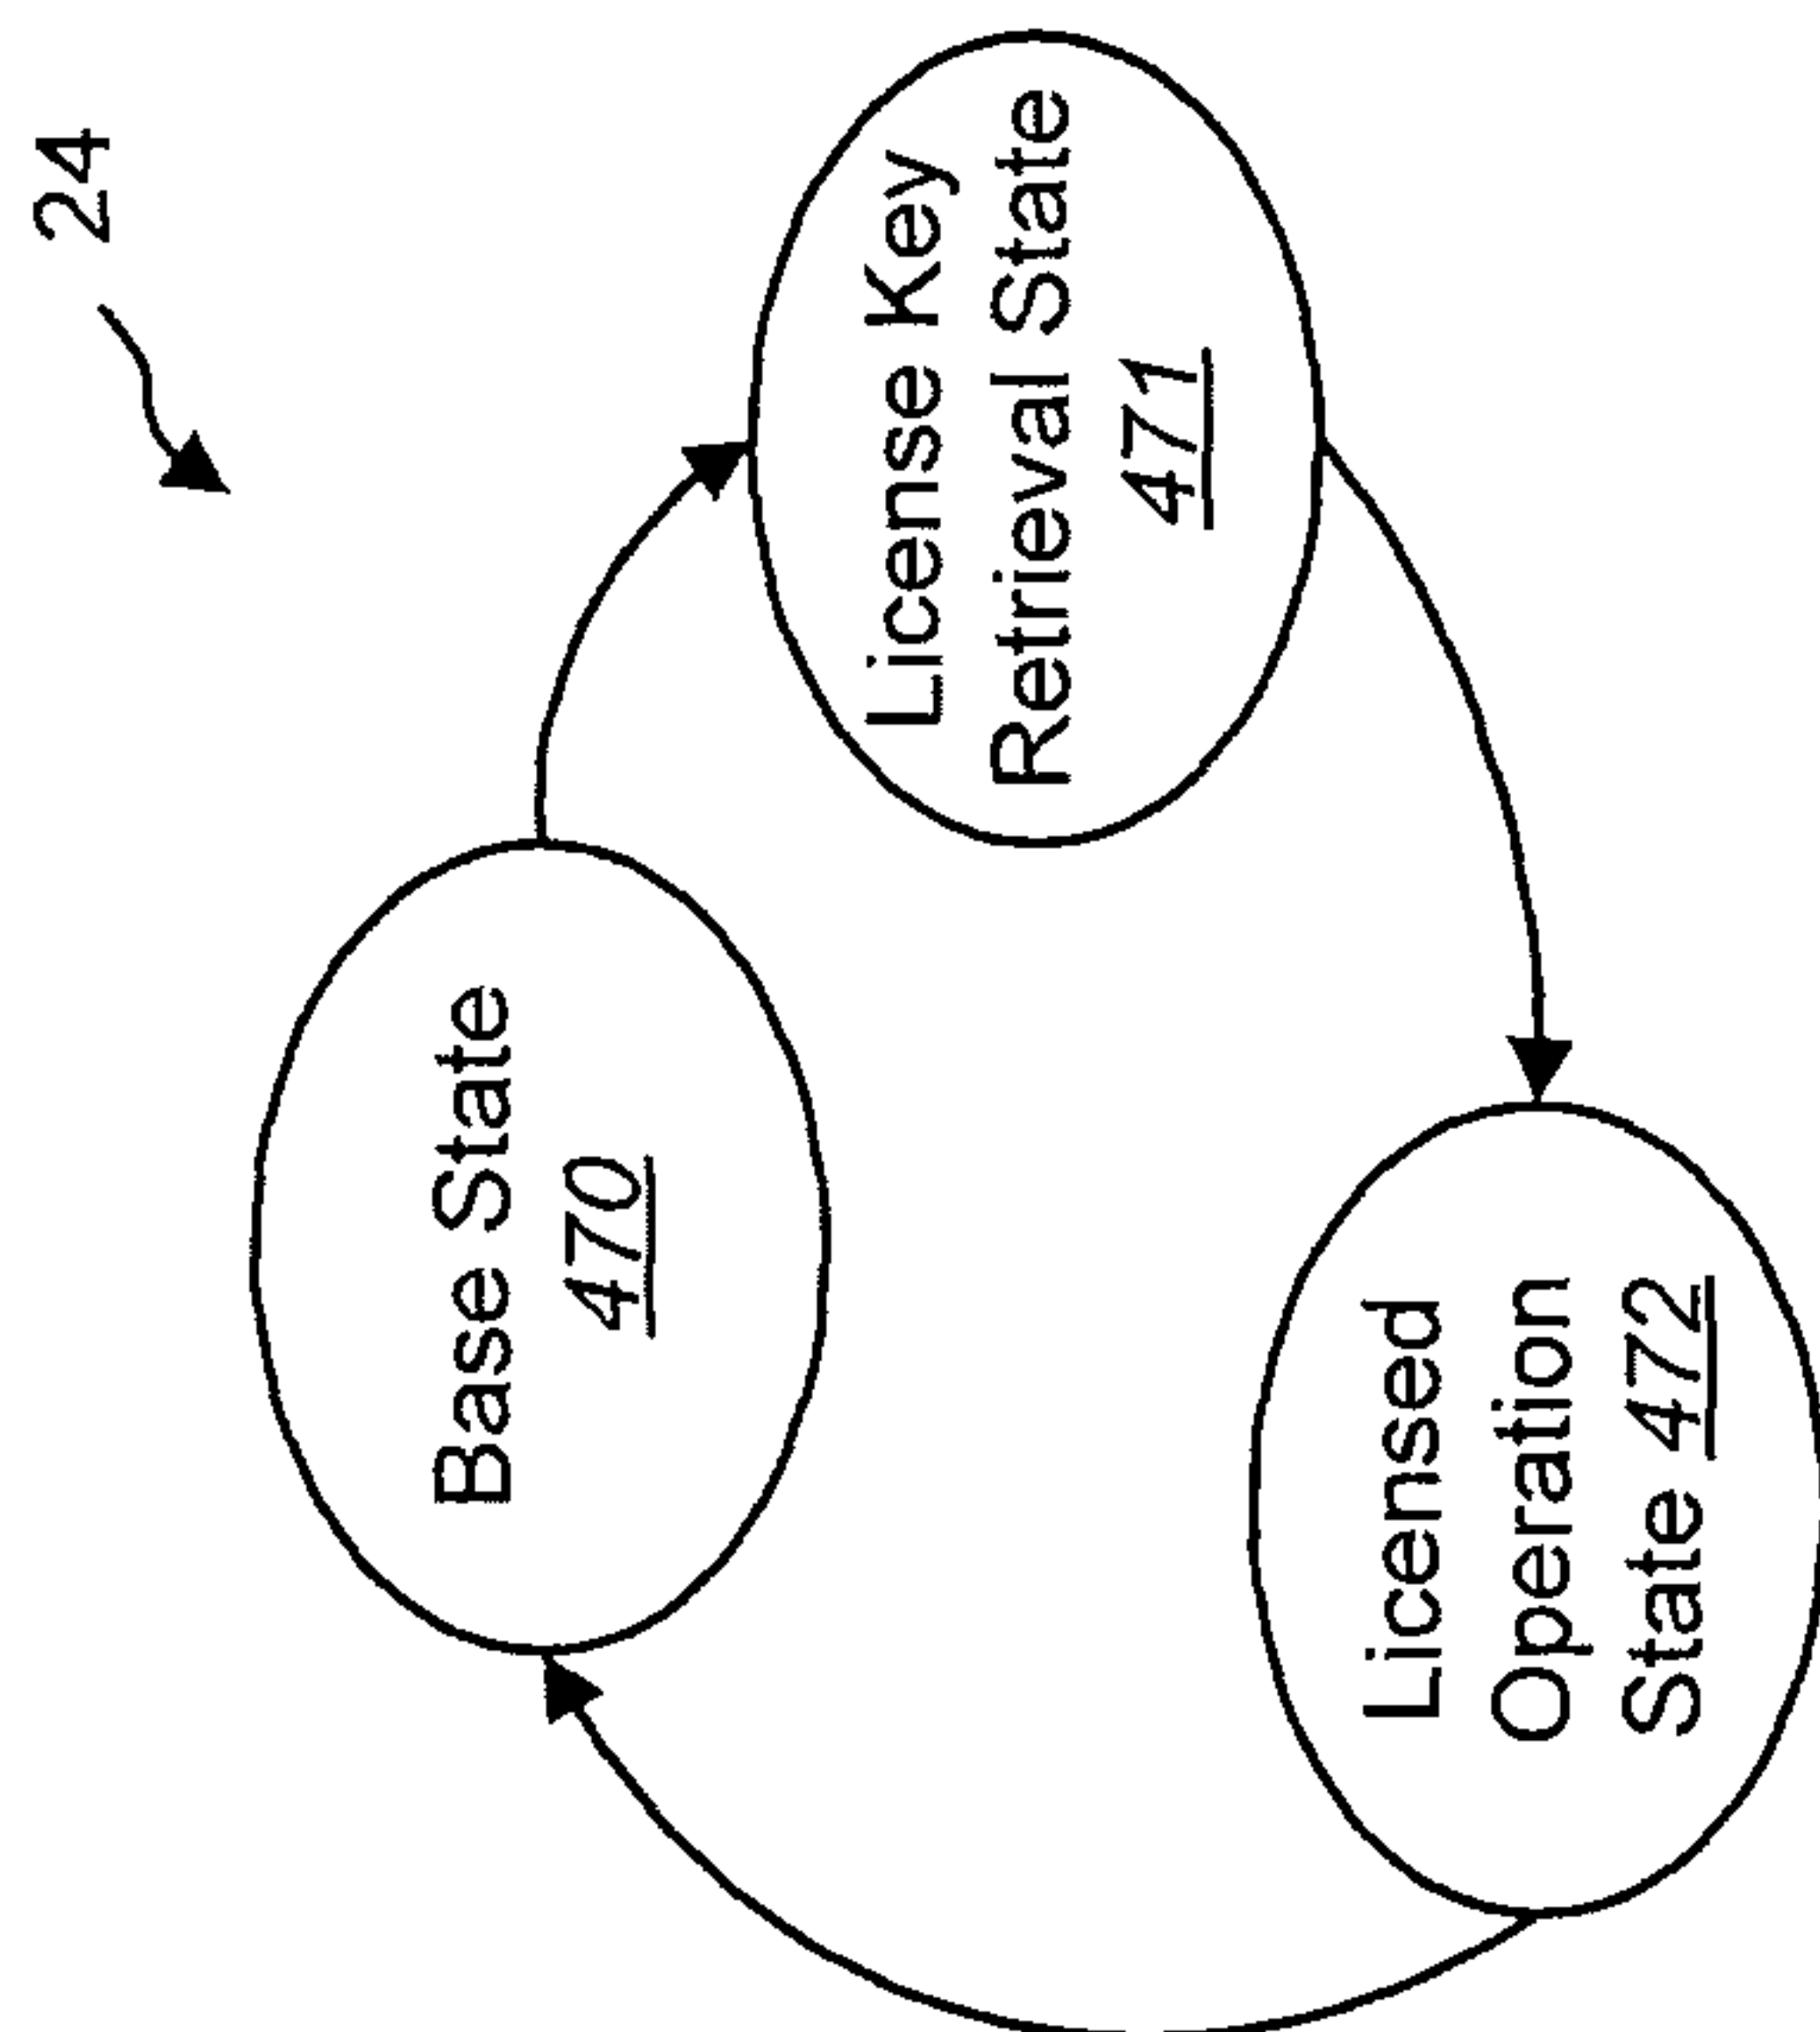 24
Base State
470
License Key
Retrieval State
471
Licensed
Operation
State 472